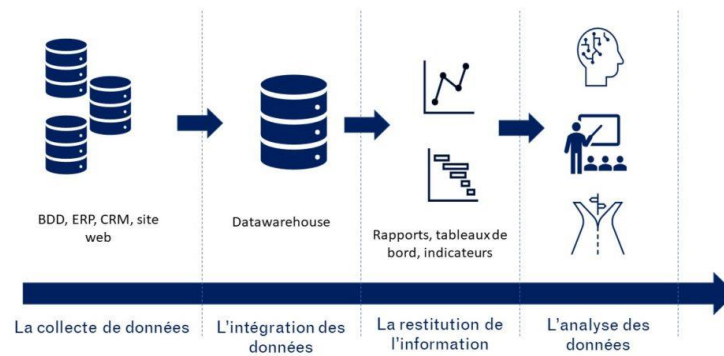 BDD, ERP, CRM, site
web
Datawarehouse
Rapports, tableaux de
bord, indicateurs
La collecte de données
L'intégration des
données
La restitution de
l'information
L'analyse des
données